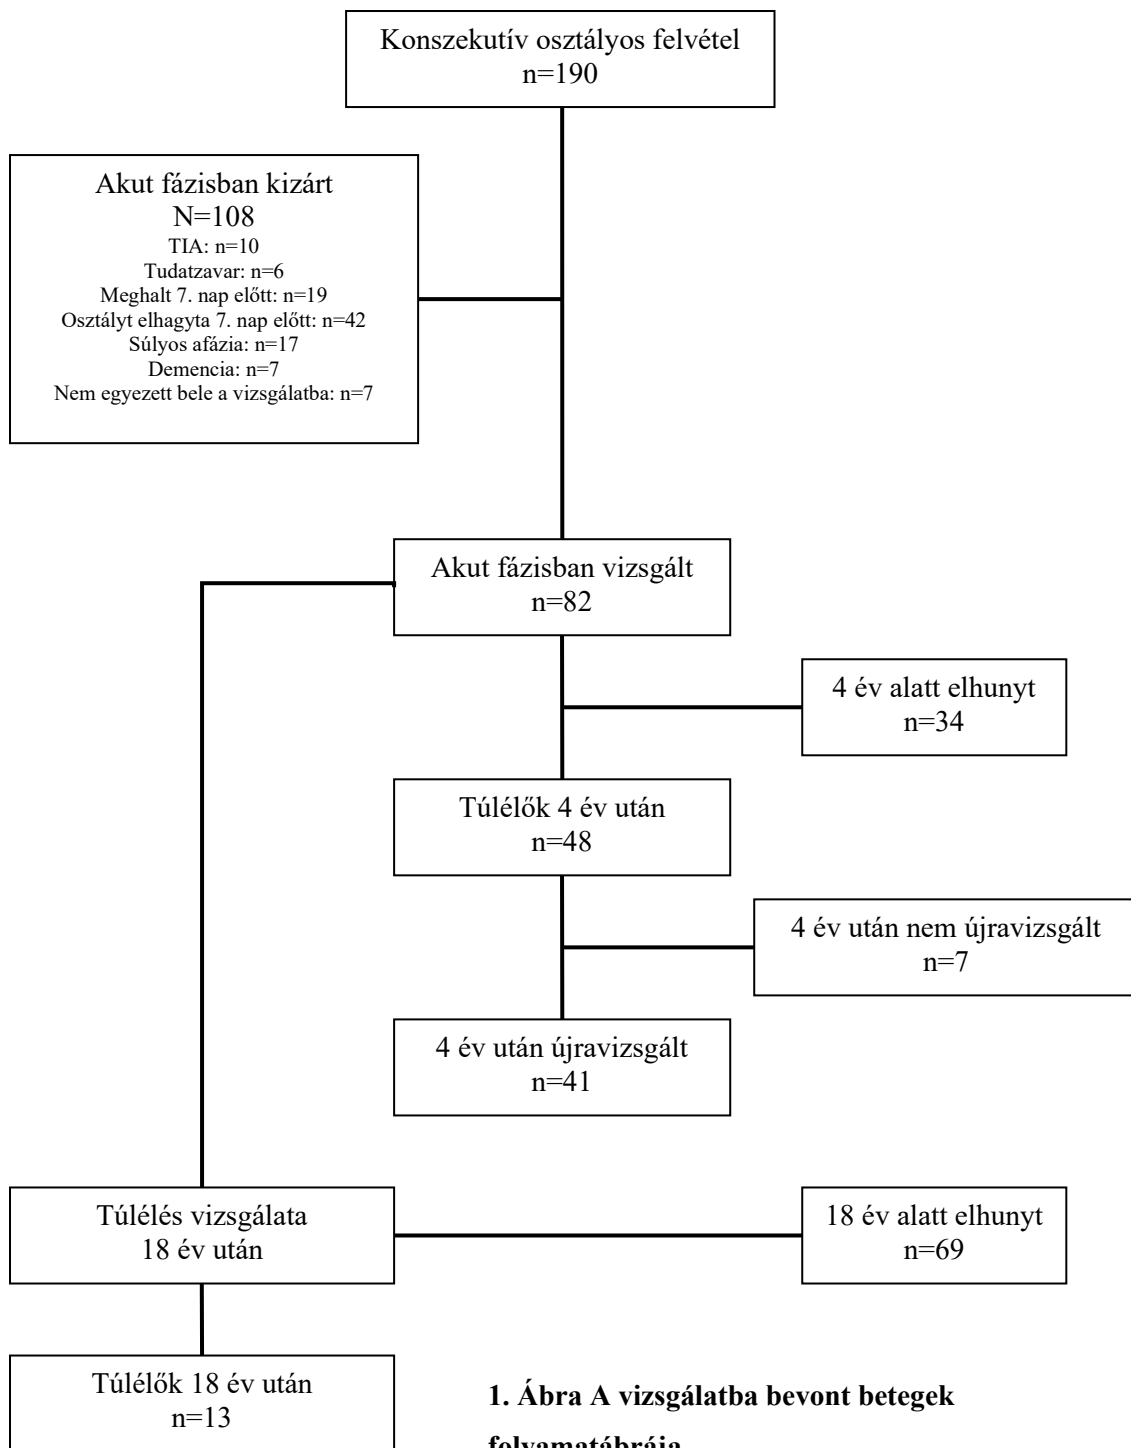 Konszekutív osztályos felvétel
n=190
Akut fázisban kizárt
N=108
TIA: n=10
Tudatzavar: n=6
Meghalt 7. nap előtt: n=19
Osztályt elhagyta 7. nap előtt: n=42
Súlyos afázia: n=17
Demencia: n=7
Nem egyezett bele a vizsgálatba: n=7
Akut fázisban vizsgált
n=82
4 év alatt elhunyt
n=34
Túlélők 4 év után
n=48
4 év után nem újravizsgált
n=7
4 év után újravizsgált
n=41
Túlélés vizsgálata
18 év után
18 év alatt elhunyt
n=69
Túlélők 18 év után
n=13
1. Ábra A vizsgálatba bevont betegek
folyamatábrája